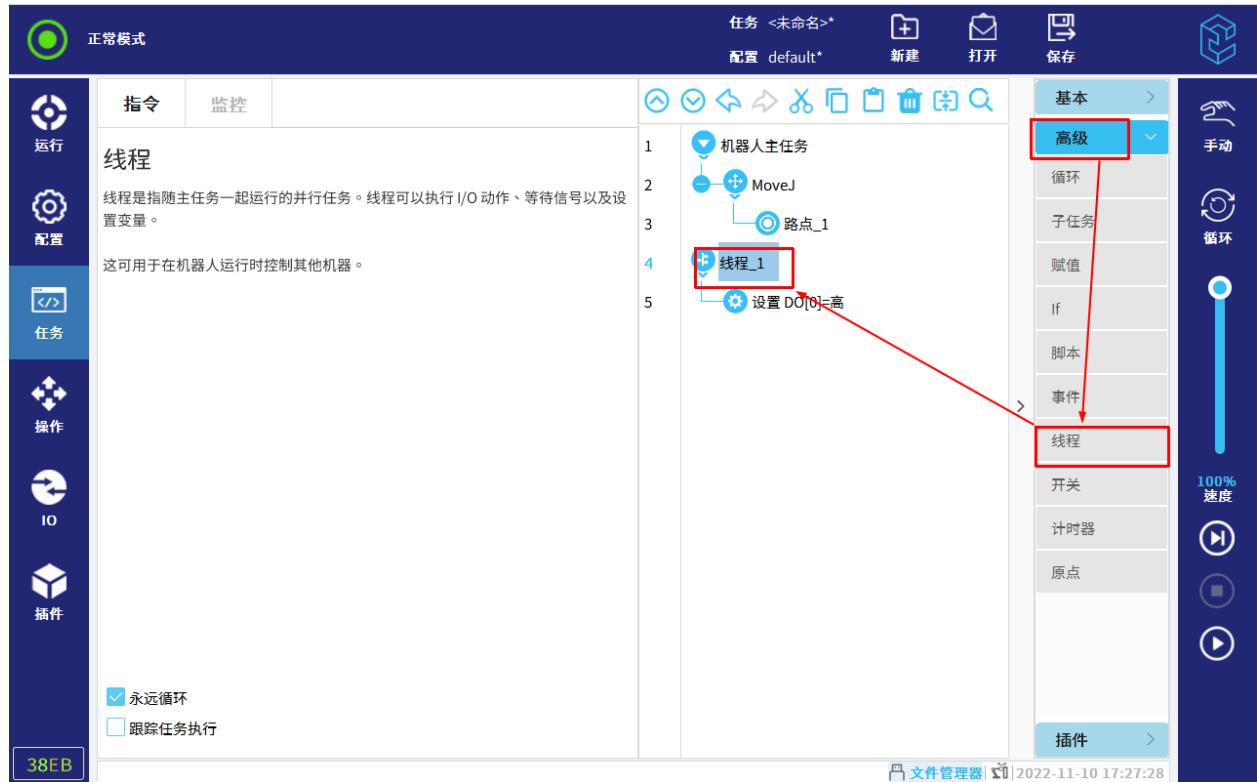 正常模式
任务 <未命名>*
配置 default*
新建
打开
保存
运行
配置
任务
操作
IO
插件
38EB
指令
监控
线程
线程是指随主任务一起运行的并行任务。线程可以执行 I/O 动作、等待信号以及设
置变量。
这可用于在机器人运行时控制其他机器。
永远循环
跟踪任务执行
1 机器人主任务
2 MoveJ
3 路点_1
4 线程_1
5 设置 DO[0]=高
基本
高级
循环
子任务
赋值
If
脚本
事件
线程
开关
计时器
原点
插件
手动
循环
100%
速度
文件管理器
2022-11-10 17:27:28